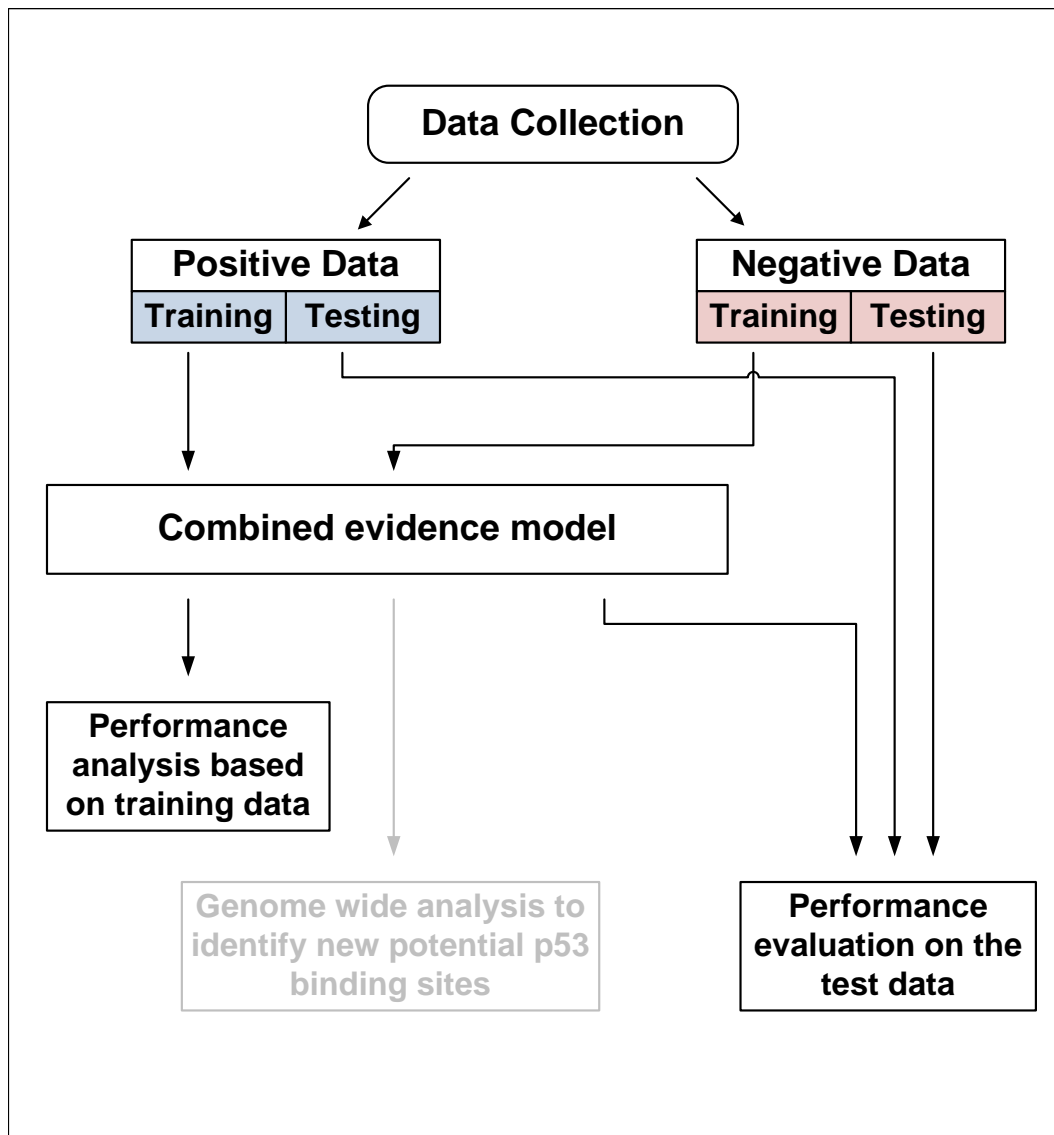 Data Collection
Positive Data
Training Testing
Negative Data
Training Testing
Combined evidence model
Performance
analysis based
on training data
Genome wide analysis to
identify new potential p53
binding sites
Performance
evaluation on the
test data